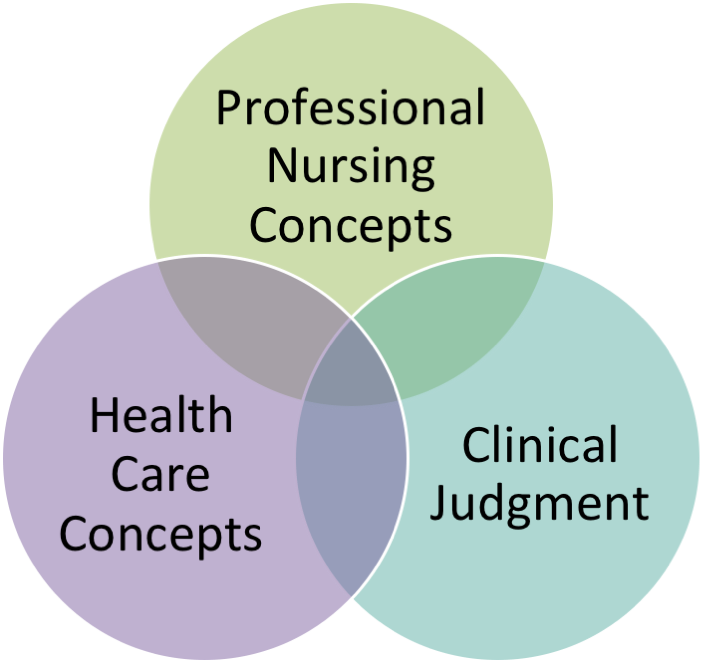 Professional
Nursing
Concepts
Health
Care
Concepts
Clinical
Judgment